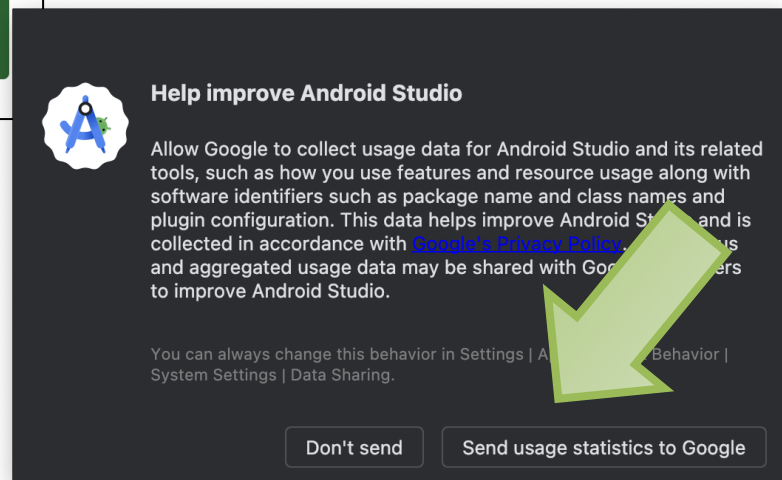 Help improve Android Studio
Allow Google to collect usage data for Android Studio and its related
tools, such as how you use features and resource usage along with
software identifiers such as package name and class names and
plugin configuration. This data helps improve Android and is
collected in accordance with Google's Privacy Policy.
and aggregated usage data may be shared with
to improve Android Studio.
You can always change this behavior in Settings | Behavior |
System Settings | Data Sharing.
Don't send
Send usage statistics to Google